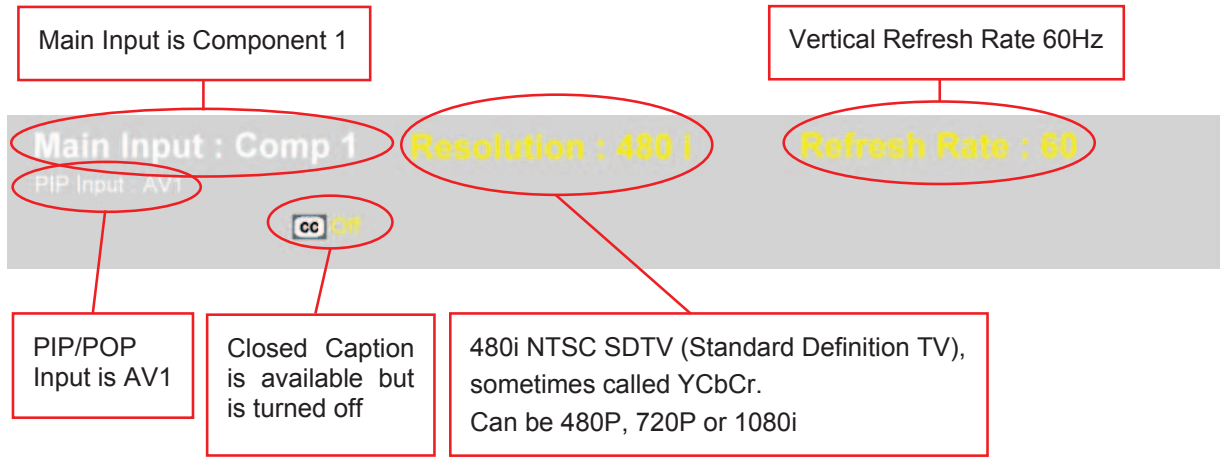 Main Input is Component 1
Vertical Refresh Rate 60Hz
Main Input : Comp 1
Resolution : 480 i
Refresh Rate : 60
PIP Input : AV1
cc Off
PIP/POP
Input is AV1
Closed Caption
is available but
is turned off
480i NTSC SDTV (Standard Definition TV),
sometimes called YCbCr.
Can be 480P, 720P or 1080i